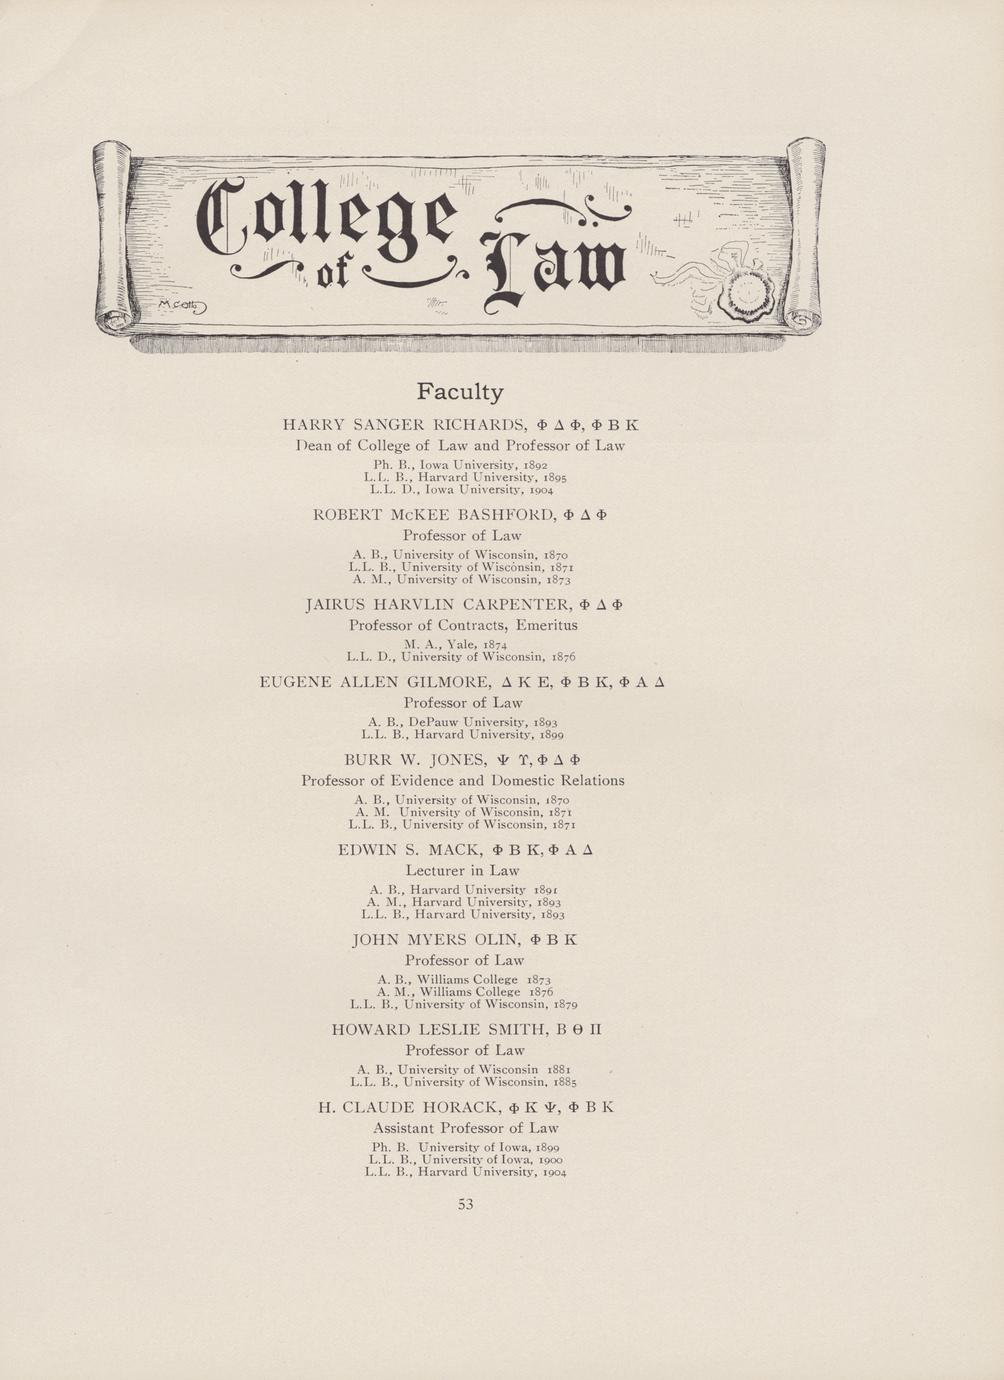 College
of Law
M. Cotto
Faculty
HARRY SANGER RICHARDS, Φ Δ Φ, Φ B K
Dean of College of Law and Professor of Law
Ph. B., Iowa University, 1892
L.L. B., Harvard University, 1895
L.L. D., Iowa University, 1904
ROBERT McKEE BASHFORD, Φ Δ Φ
Professor of Law
A. B., University of Wisconsin, 1870
L.L. B., University of Wisconsin, 1871
A. M., University of Wisconsin, 1873
JAIRUS HARVLIN CARPENTER, Φ Δ Φ
Professor of Contracts, Emeritus
M. A., Yale, 1874
L.L. D., University of Wisconsin, 1876
EUGENE ALLEN GILMORE, Δ K E, Φ B K, Φ A Δ
Professor of Law
A. B., DePauw University, 1893
L.L. B., Harvard University, 1899
BURR W. JONES, Ψ ϒ, Φ Δ Φ
Professor of Evidence and Domestic Relations
A. B., University of Wisconsin, 1870
A. M. University of Wisconsin, 1871
L.L. B., University of Wisconsin, 1871
EDWIN S. MACK, Φ B K, Φ A Δ
Lecturer in Law
A. B., Harvard University 1891
A. M., Harvard University, 1893
L.L. B., Harvard University, 1893
JOHN MYERS OLIN, Φ B K
Professor of Law
A. B., Williams College 1873
A. M., Williams College 1876
L.L. B., University of Wisconsin, 1879
HOWARD LESLIE SMITH, B Θ Π
Professor of Law
A. B., University of Wisconsin 1881
L.L. B., University of Wisconsin, 1885
H. CLAUDE HORACK, Φ K Ψ, Φ B K
Assistant Professor of Law
Ph. B. University of Iowa, 1899
L.L. B., University of Iowa, 1900
L.L. B., Harvard University, 1904
53